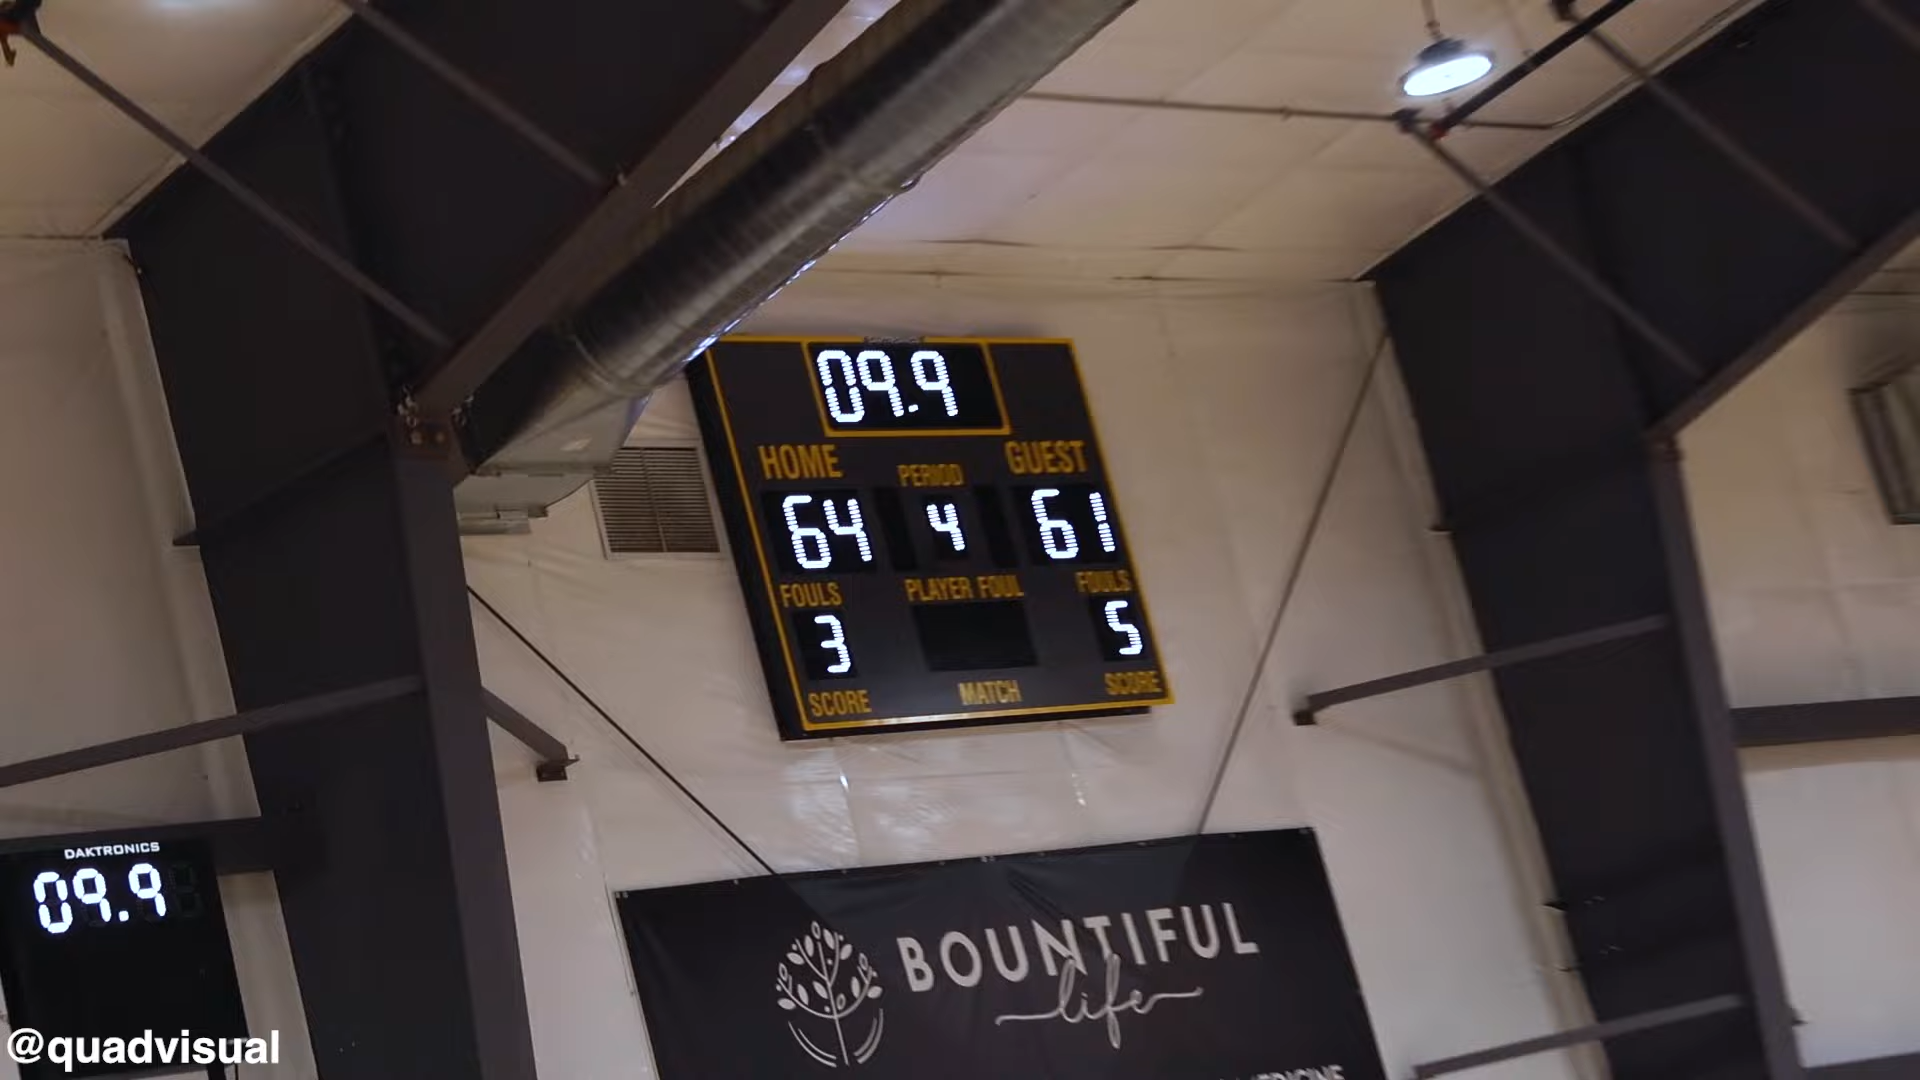 09.9
HOME PERIOD GUEST
64 4 61
FOULS PLAYER FOUL FOULS
3 5
SCORE MATCH SCORE
DAKTRONICS
09.9
BOUNTIFUL
life
@quadvisual